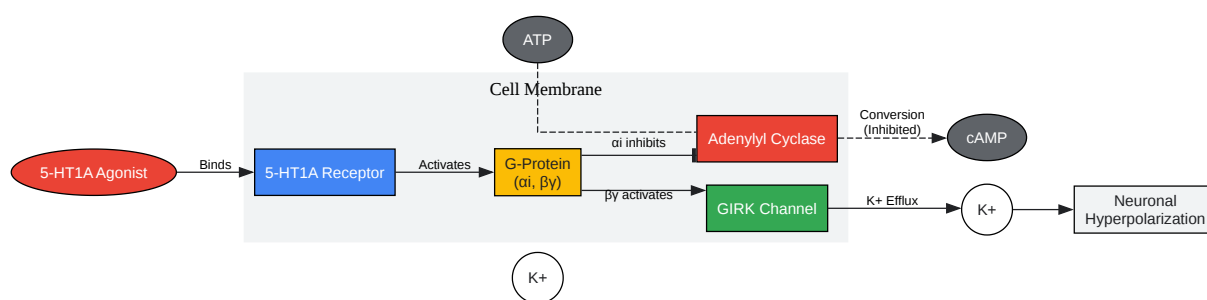 ATP
Cell Membrane
5-HT1A Agonist
Binds
5-HT1A Receptor
Activates
G-Protein
(αi, βγ)
αi inhibits
Adenylyl Cyclase
Conversion
(Inhibited)
cAMP
βγ activates
GIRK Channel
K+ Efflux
K+
Neuronal
Hyperpolarization
K+